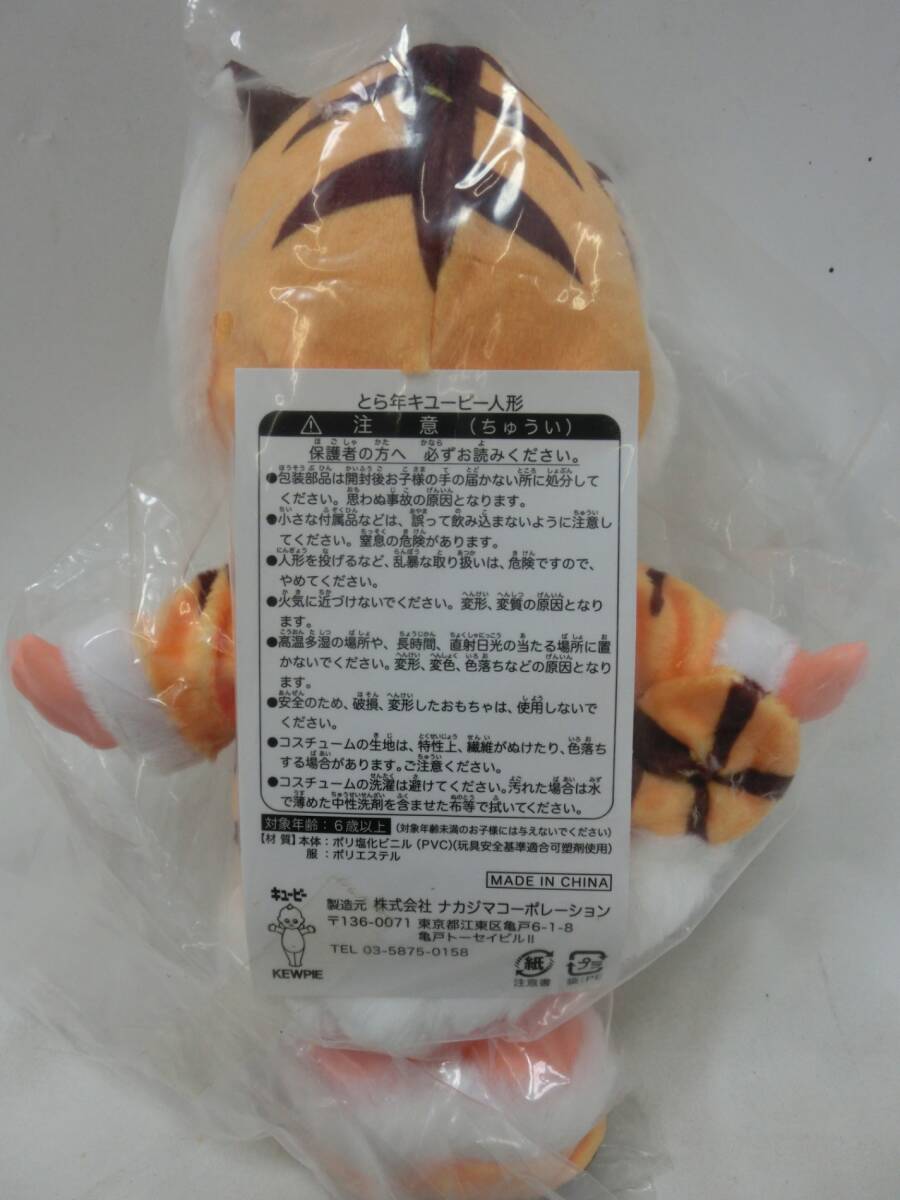 とら年キユーピー人形
⚠ 注 意 (ちゅうい)
保護者の方へ 必ずお読みください。
●包装部品は開封後お子様の手の届かない所に処分して
ください。思わぬ事故の原因となります。
●小さな付属品などは、誤って飲み込まないように注意し
てください。窒息の危険があります。
●人形を投げるなど、乱暴な取り扱いは、危険ですので、
やめてください。
●火気に近づけないでください。変形、変質の原因となり
ます。
●高温多湿の場所や、長時間、直射日光の当たる場所に置
かないでください。変形、変色、色落ちなどの原因となり
ます。
●安全のため、破損、変形したおもちゃは、使用しないで
ください。
●コスチュームの生地は、特性上、繊維がぬけたり、色落ち
する場合があります。ご注意ください。
●コスチュームの洗濯は避けてください。汚れた場合は水
で薄めた中性洗剤を含ませた布等で拭いてください。
対象年齢:6歳以上 (対象年齢未満のお子様には与えないでください)
【材 質】本体:ポリ塩化ビニル(PVC)(玩具安全基準適合可塑剤使用)
服:ポリエステル
MADE IN CHINA
キユーピー
KEWPIE
製造元 株式会社 ナカジマコーポレーション
〒136-0071 東京都江東区亀戸6-1-8
亀戸トーセイビルⅡ
TEL 03-5875-0158
紙
注意書
プラ
袋:PE